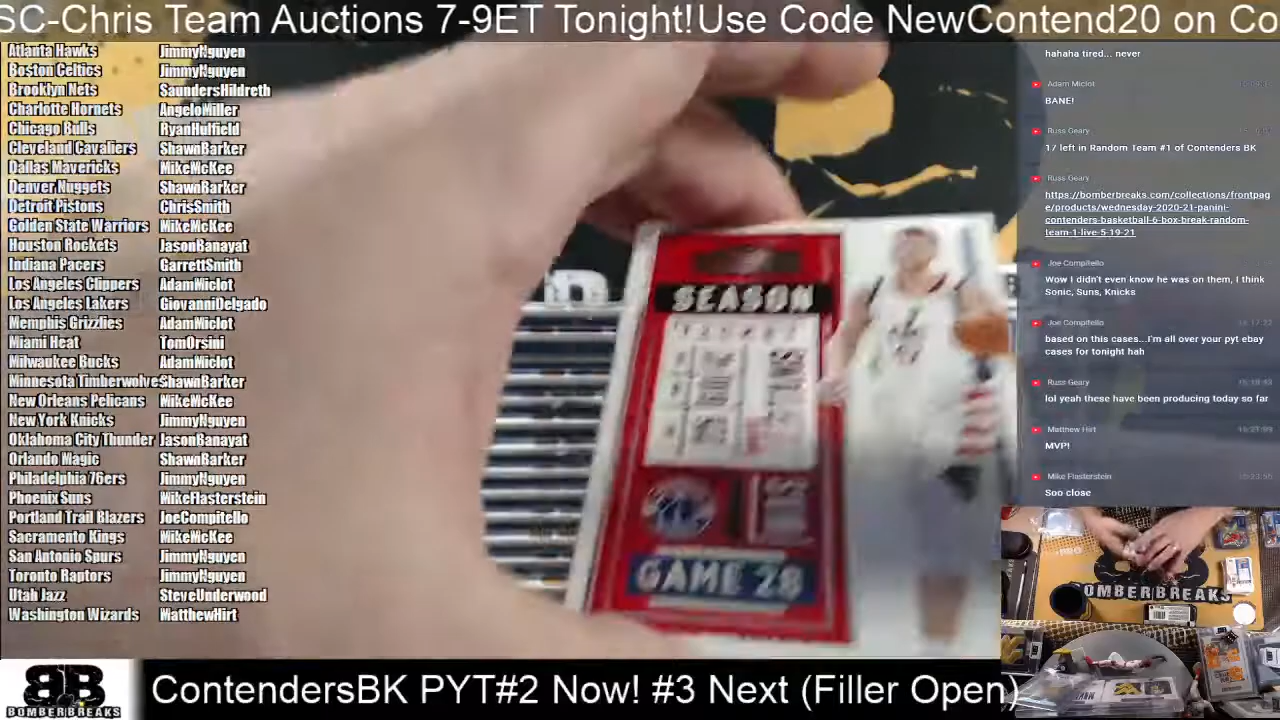 SC-Chris Team Auctions 7-9ET Tonight!Use Code NewContend20 on Co
Atlanta Hawks JimmyNguyen
Boston Celtics JimmyNguyen
Brooklyn Nets SaundersHildreth
Charlotte Hornets AngeloMiller
Chicago Bulls RyanHulfield
Cleveland Cavaliers ShawnBarker
Dallas Mavericks MikeMcKee
Denver Nuggets ShawnBarker
Detroit Pistons ChrisSmith
Golden State Warriors MikeMcKee
Houston Rockets JasonBanayat
Indiana Pacers GarrettSmith
Los Angeles Clippers AdamMiclot
Los Angeles Lakers GiovanniDelgado
Memphis Grizzlies AdamMiclot
Miami Heat TomOrsini
Milwaukee Bucks AdamMiclot
Minnesota Timberwolves ShawnBarker
New Orleans Pelicans MikeMcKee
New York Knicks JimmyNguyen
Oklahoma City Thunder JasonBanayat
Orlando Magic ShawnBarker
Philadelphia 76ers JimmyNguyen
Phoenix Suns MikeFlasterstein
Portland Trail Blazers JoeCompitello
Sacramento Kings MikeMcKee
San Antonio Spurs JimmyNguyen
Toronto Raptors JimmyNguyen
Utah Jazz SteveUnderwood
Washington Wizards MatthewHirt
SEASON
GAME 28
hahaha tired... never
Adam Miclot
BANE!
Russ Geary
17 left in Random Team #1 of Contenders BK
Russ Geary
https://bomberbreaks.com/collections/frontpag
e/products/wednesday-2020-21-panini-
contenders-basketball-6-box-break-random-
team-1-live-5-19-21
Joe Compitello
Wow I didn't even know he was on them, I think
Sonic, Suns, Knicks
Joe Compitello
based on this cases...I'm all over your pyt ebay
cases for tonight hah
Russ Geary
lol yeah these have been producing today so far
Matthew Hirt
MVP!
Mike Flasterstein
Soo close
BOMBERBREAKS
BB
BOMBERBREAKS
ContendersBK PYT#2 Now! #3 Next (Filler Open)